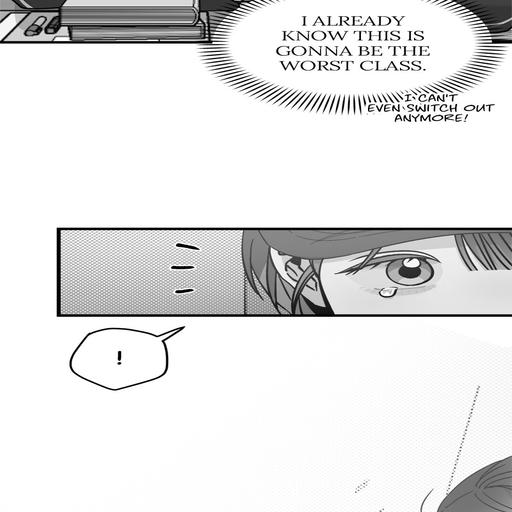 I ALREADY
KNOW THIS IS
GONNA BE THE
WORST CLASS.
I CAN'T
EVEN SWITCH OUT
ANYMORE!
!